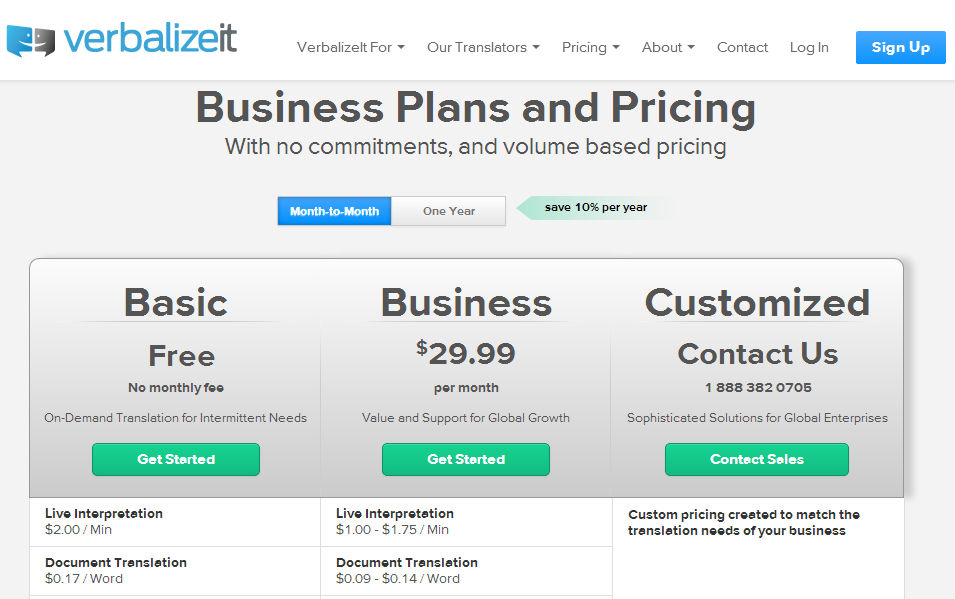 verbalizeit
VerbalizeIt For Our Translators Pricing About Contact Log In Sign Up
Business Plans and Pricing
With no commitments, and volume based pricing
Month-to-Month One Year save 10% per year
Basic
Free
No monthly fee
On-Demand Translation for Intermittent Needs
Get Started
Live Interpretation
$2.00 / Min
Document Translation
$0.17 / Word
Business
$29.99
per month
Value and Support for Global Growth
Get Started
Live Interpretation
$1.00 - $1.75 / Min
Document Translation
$0.09 - $0.14 / Word
Customized
Contact Us
1 888 382 0705
Sophisticated Solutions for Global Enterprises
Contact Sales
Custom pricing created to match the
translation needs of your business